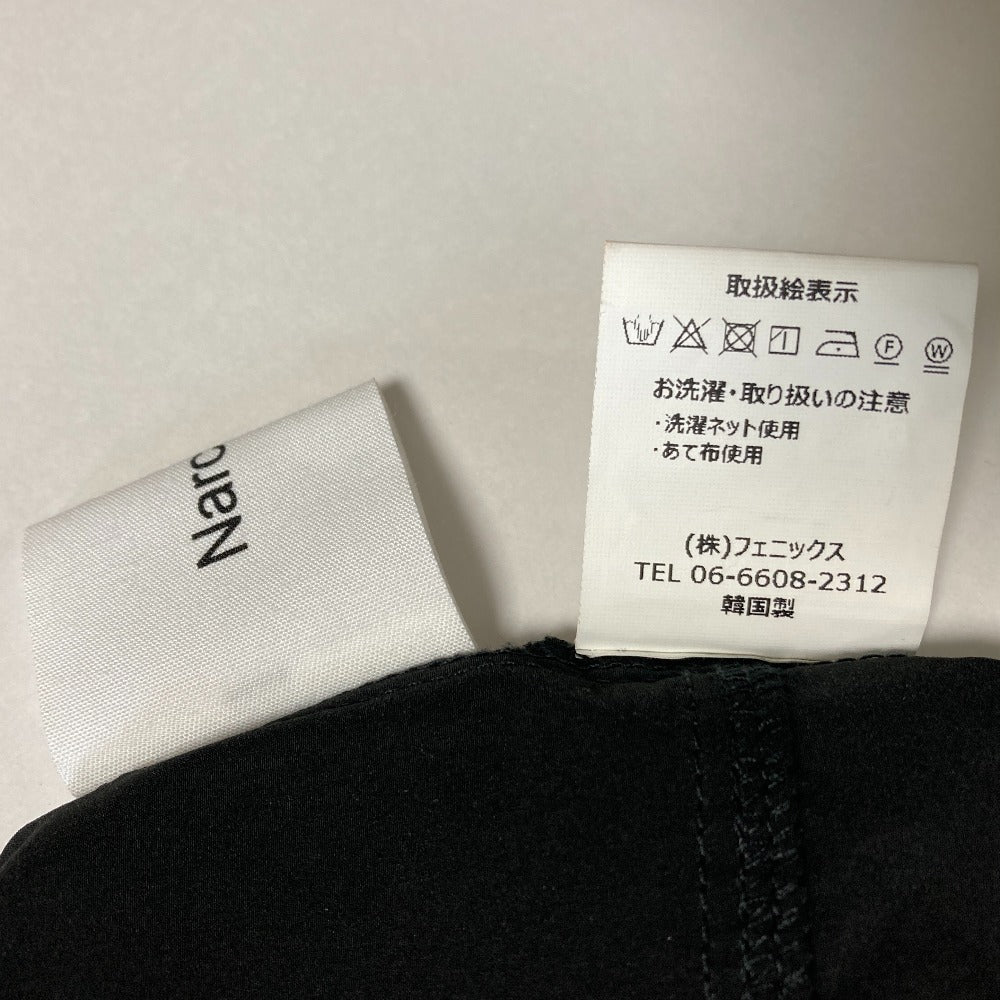 取扱絵表示
F W
お洗濯・取り扱いの注意
・洗濯ネット使用
・あて布使用
(株)フェニックス
TEL 06-6608-2312
韓国製